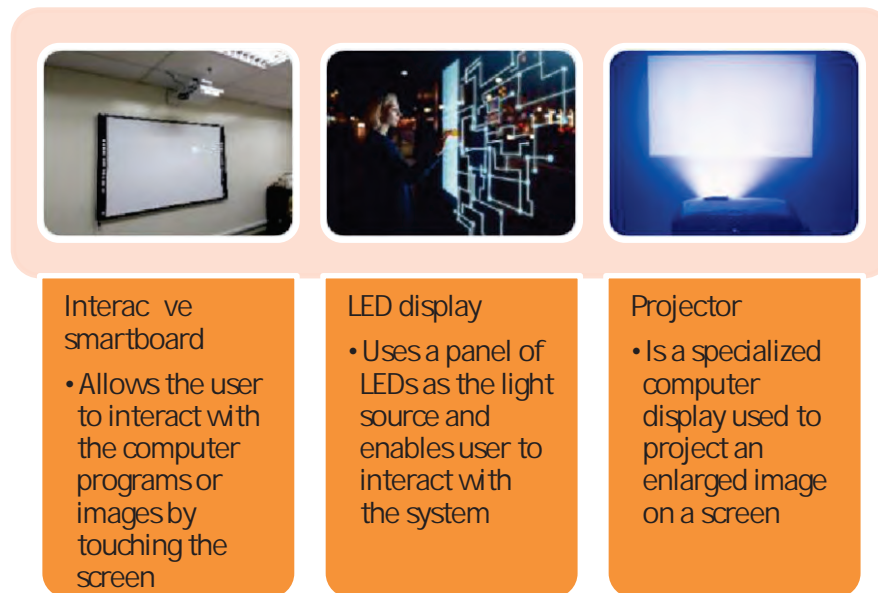 Interac ve
smartboard
• Allows the user
to interact with
the computer
programs or
images by
touching the
screen
LED display
• Uses a panel of
LEDs as the light
source and
enables user to
interact with
the system
Projector
• Is a specialized
computer
display used to
project an
enlarged image
on a screen